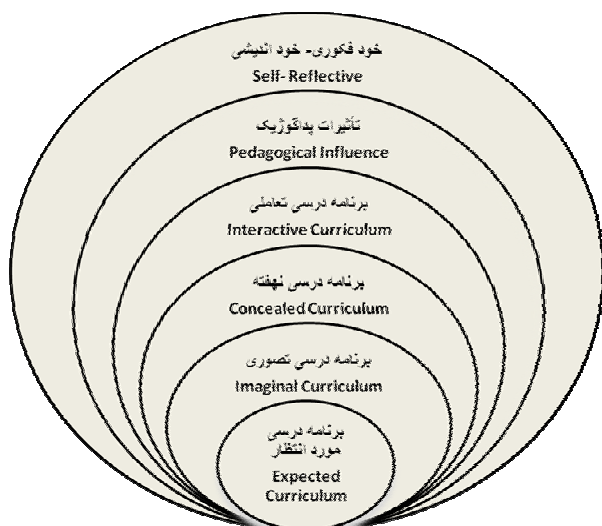 خود فکوری- خود اندیشی
Self- Reflective
تأثیرات پداگوژیک
Pedagogical Influence
برنامه درسی تعاملی
Interactive Curriculum
برنامه درسی نهفته
Concealed Curriculum
برنامه درسی تصوری
Imaginal Curriculum
برنامه درسی
مورد انتظار
Expected
Curriculum